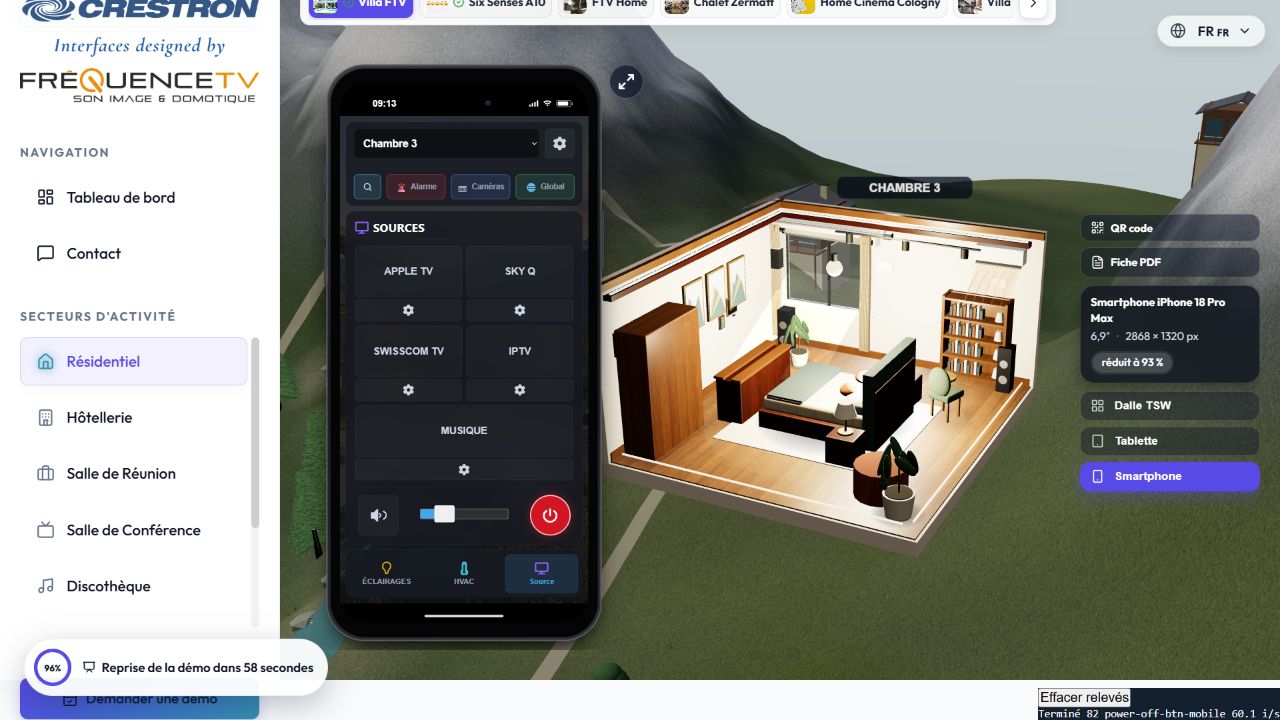 CRESTRON
Interfaces designed by
FRÉQUENCETV
SON IMAGE & DOMOTIQUE
NAVIGATION
Tableau de bord
Contact
SECTEURS D'ACTIVITÉ
Résidentiel
Hôtellerie
Salle de Réunion
Salle de Conférence
Discothèque
96%
Reprise de la démo dans 58 secondes
Demander une démo
Villa FTV
Six Senses A10
FTV Home
Chalet Zermatt
Home Cinema Cologny
Villa
FR FR
09:13
Chambre 3
Alarme
Caméras
Global
SOURCES
APPLE TV
SKY Q
SWISSCOM TV
IPTV
MUSIQUE
ÉCLAIRAGES
HVAC
Source
CHAMBRE 3
QR code
Fiche PDF
Smartphone iPhone 18 Pro
Max
6,9" · 2868 × 1320 px
réduit à 93 %
Dalle TSW
Tablette
Smartphone
Effacer relevés
Terminé 82 power-off-btn-mobile 60.1 i/s